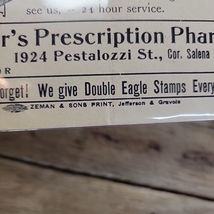 see us, — 24 hour service.
r's Prescription Phar
1924 Pestalozzi St., Cor. Salena
OR
orget! We give Double Eagle Stamps Every
ZEMAN & SONS PRINT, Jefferson & Gravois